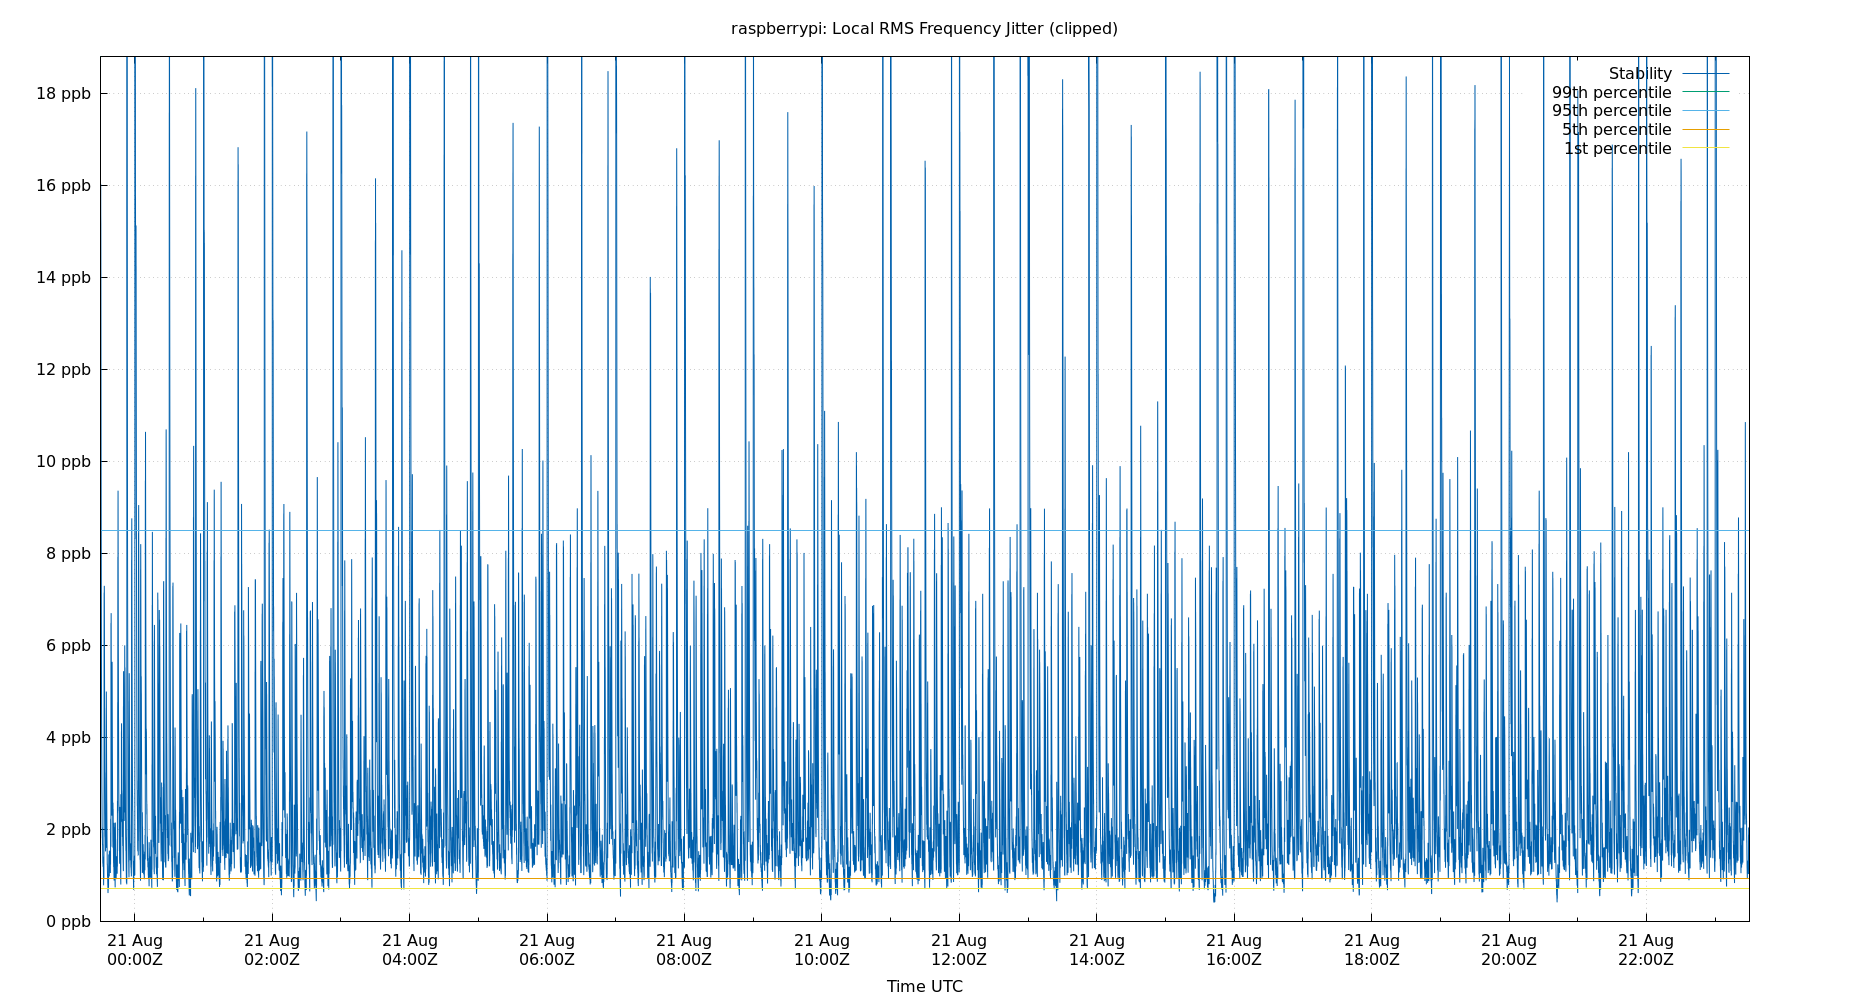 raspberrypi: Local RMS Frequency Jitter (clipped)
Stability
99th percentile
95th percentile
5th percentile
1st percentile
18 ppb
16 ppb
14 ppb
12 ppb
10 ppb
8 ppb
6 ppb
4 ppb
2 ppb
0 ppb
21 Aug 21 Aug 21 Aug 21 Aug 21 Aug 21 Aug 21 Aug 21 Aug 21 Aug 21 Aug 21 Aug 21 Aug
00:00Z 02:00Z 04:00Z 06:00Z 08:00Z 10:00Z 12:00Z 14:00Z 16:00Z 18:00Z 20:00Z 22:00Z
Time UTC